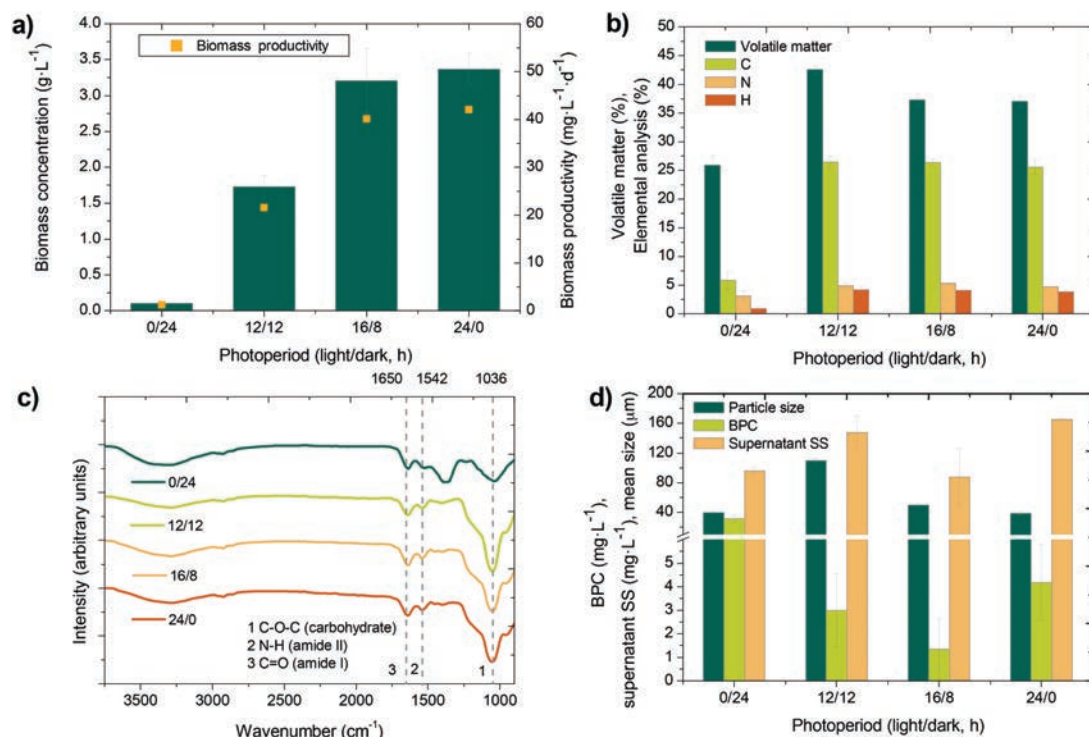 a)
Biomass concentration (g·L⁻¹)
4.0
3.5
3.0
2.5
2.0
1.5
1.0
0.5
0.0
Biomass productivity
60
50
40
30
20
10
0
Biomass productivity (mg·L⁻¹·d⁻¹)
0/24 12/12 16/8 24/0
Photoperiod (light/dark, h)
b)
Volatile matter (%),
Elemental analysis (%)
50
45
40
35
30
25
20
15
10
5
0
Volatile matter
C
N
H
0/24 12/12 16/8 24/0
Photoperiod (light/dark, h)
c)
Intensity (arbitrary units)
1650 1542 1036
0/24
12/12
16/8
24/0
1 C-O-C (carbohydrate)
2 N-H (amide II)
3 C=O (amide I)
3 2 1
3500 3000 2500 2000 1500 1000
Wavenumber (cm⁻¹)
d)
BPC (mg·L⁻¹),
supernatant SS (mg·L⁻¹), mean size (µm)
200
160
120
80
40
5
4
3
2
1
0
Particle size
BPC
Supernatant SS
0/24 12/12 16/8 24/0
Photoperiod (light/dark, h)